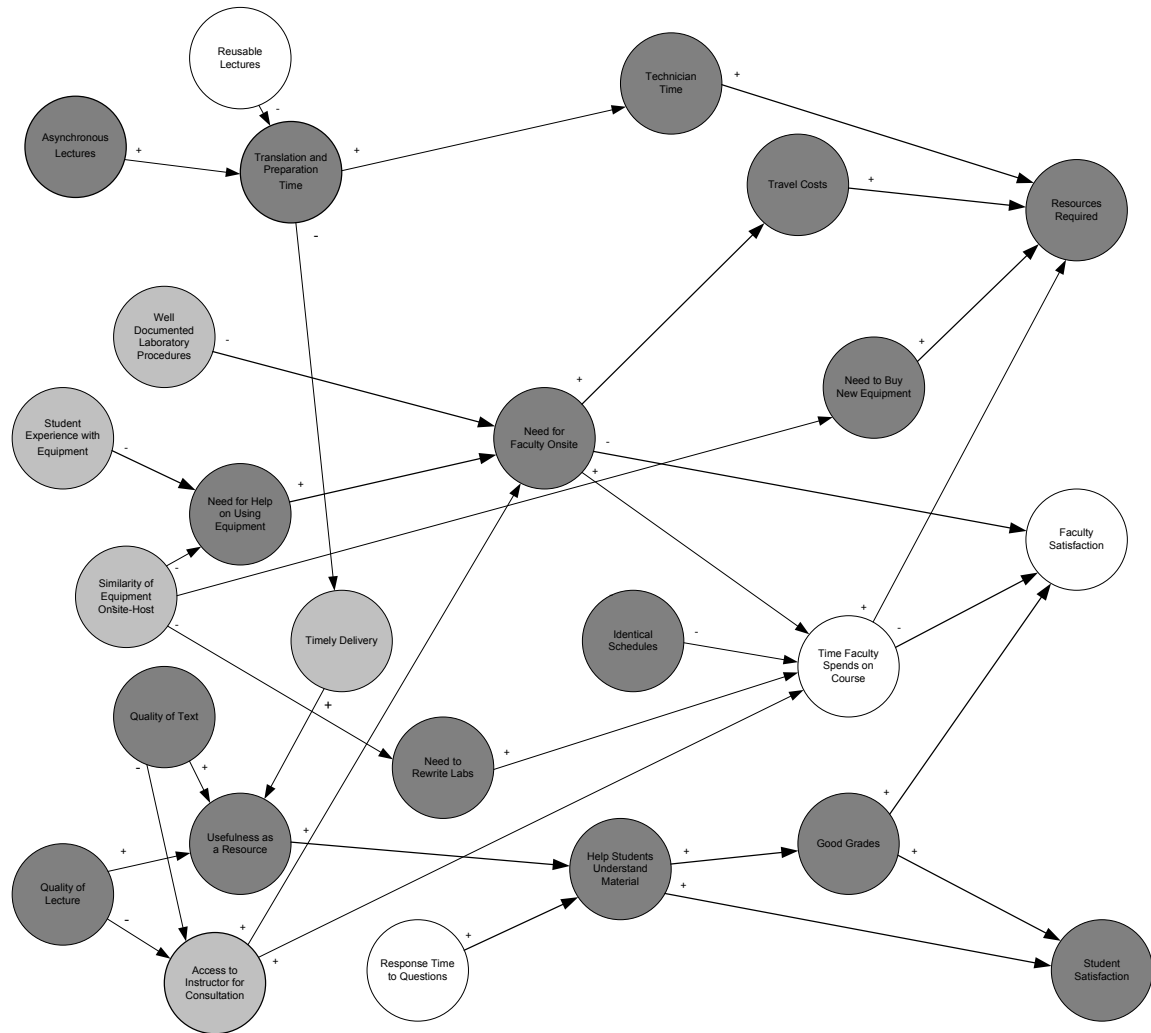 Reusable
Lectures
Technician
Time
+
Asynchronous
Lectures
+
-
Translation and
Preparation
Time
+
-
Travel Costs
+
Resources
Required
Well
Documented
Laboratory
Procedures
-
Student
Experience with
Equipment
-
Need for Help
on Using
Equipment
+
Need for
Faculty Onsite
+
-
+
+
Need to Buy
New Equipment
+
Faculty
Satisfaction
Similarity of
Equipment
Onsite-Host
-
-
Timely Delivery
+
Identical
Schedules
-
Time Faculty
Spends on
Course
+
-
Quality of Text
-
+
Need to
Rewrite Labs
+
Usefulness as
a Resource
+
Help Students
Understand
Material
+
+
Good Grades
+
+
Quality of
Lecture
+
-
Access to
Instructor for
Consultation
+
+
Response Time
to Questions
+
Student
Satisfaction